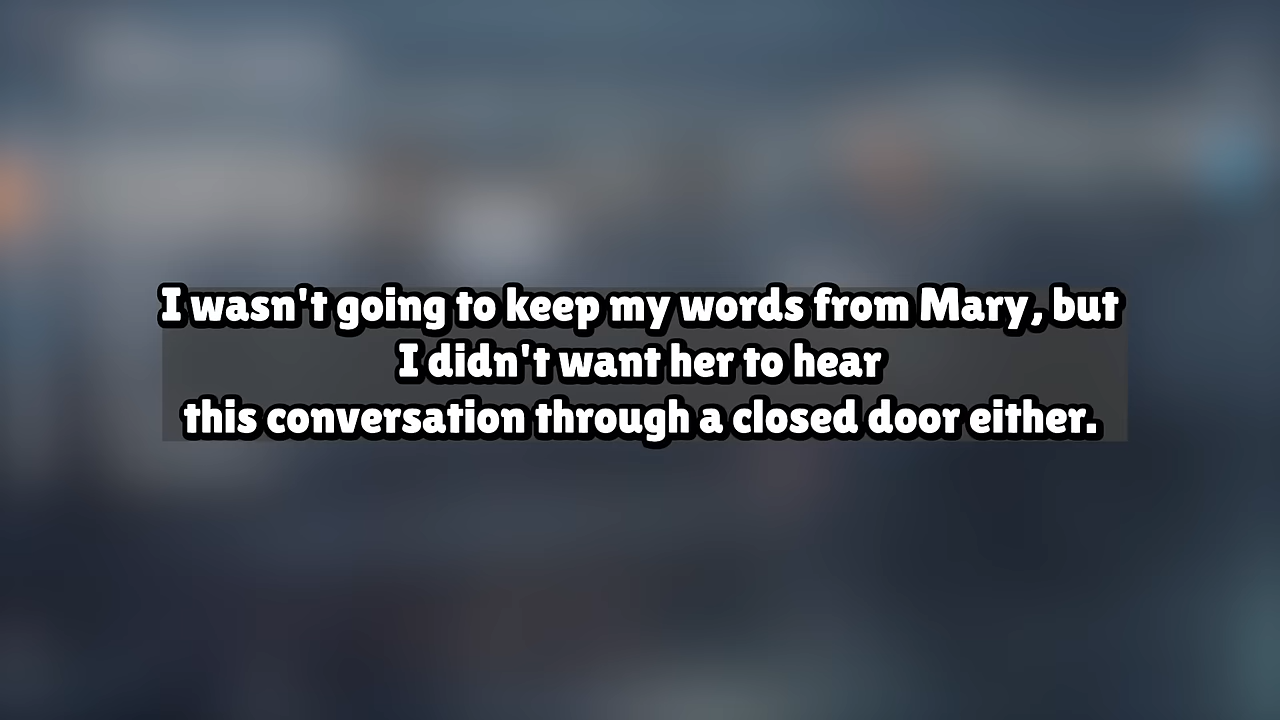 I wasn't going to keep my words from Mary, but
I didn't want her to hear
this conversation through a closed door either.